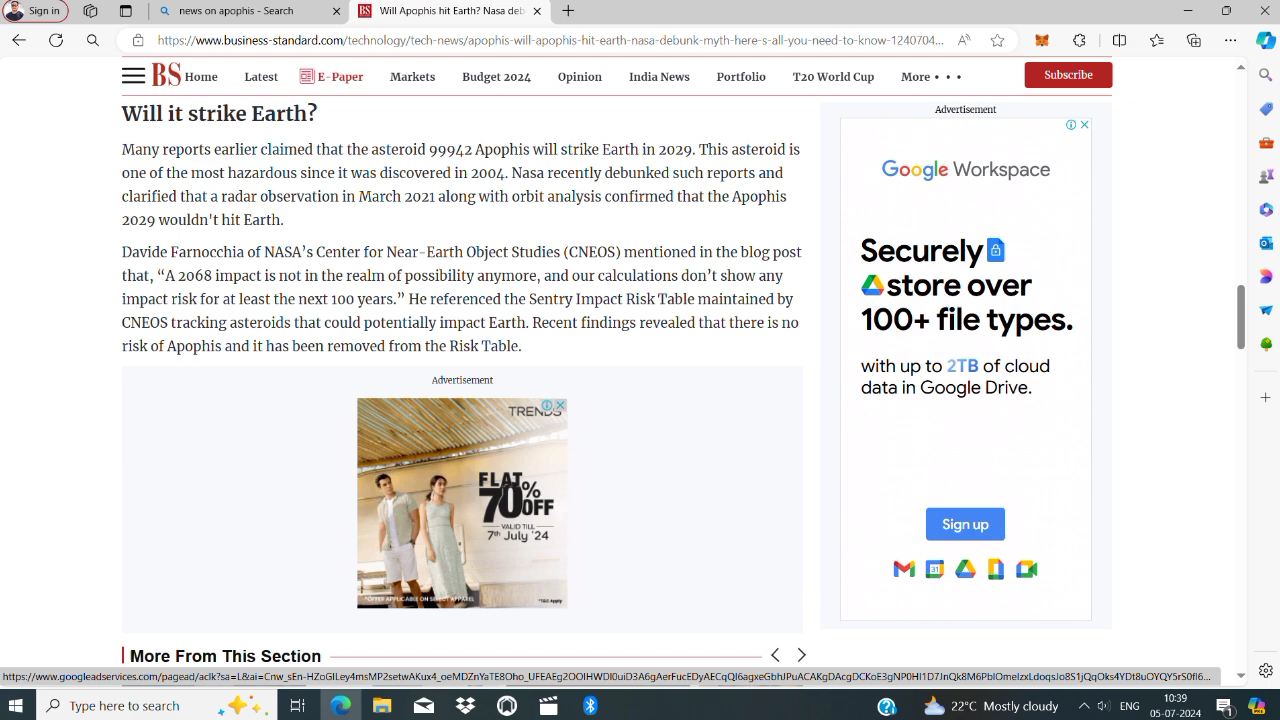 Sign in
news on apophis - Search
Will Apophis hit Earth? Nasa deb
https://www.business-standard.com/technology/tech-news/apophis-will-apophis-hit-earth-nasa-debunk-myth-here-s-all-you-need-to-know-1240704...
BS
Home
Latest
E-Paper
Markets
Budget 2024
Opinion
India News
Portfolio
T20 World Cup
More
Subscribe
Will it strike Earth?
Many reports earlier claimed that the asteroid 99942 Apophis will strike Earth in 2029. This asteroid is
one of the most hazardous since it was discovered in 2004. Nasa recently debunked such reports and
clarified that a radar observation in March 2021 along with orbit analysis confirmed that the Apophis
2029 wouldn't hit Earth.
Davide Farnocchia of NASA’s Center for Near-Earth Object Studies (CNEOS) mentioned in the blog post
that, “A 2068 impact is not in the realm of possibility anymore, and our calculations don’t show any
impact risk for at least the next 100 years.” He referenced the Sentry Impact Risk Table maintained by
CNEOS tracking asteroids that could potentially impact Earth. Recent findings revealed that there is no
risk of Apophis and it has been removed from the Risk Table.
Advertisement
TRENDS
FLAT
70% OFF
VALID TILL
7th July '24
*OFFER APPLICABLE ON SELECT APPAREL
*T&C Apply
Advertisement
Google Workspace
Securely
store over
100+ file types.
with up to 2TB of cloud
data in Google Drive.
Sign up
31
More From This Section
Type here to search
22°C Mostly cloudy
ENG
10:39
05-07-2024
1